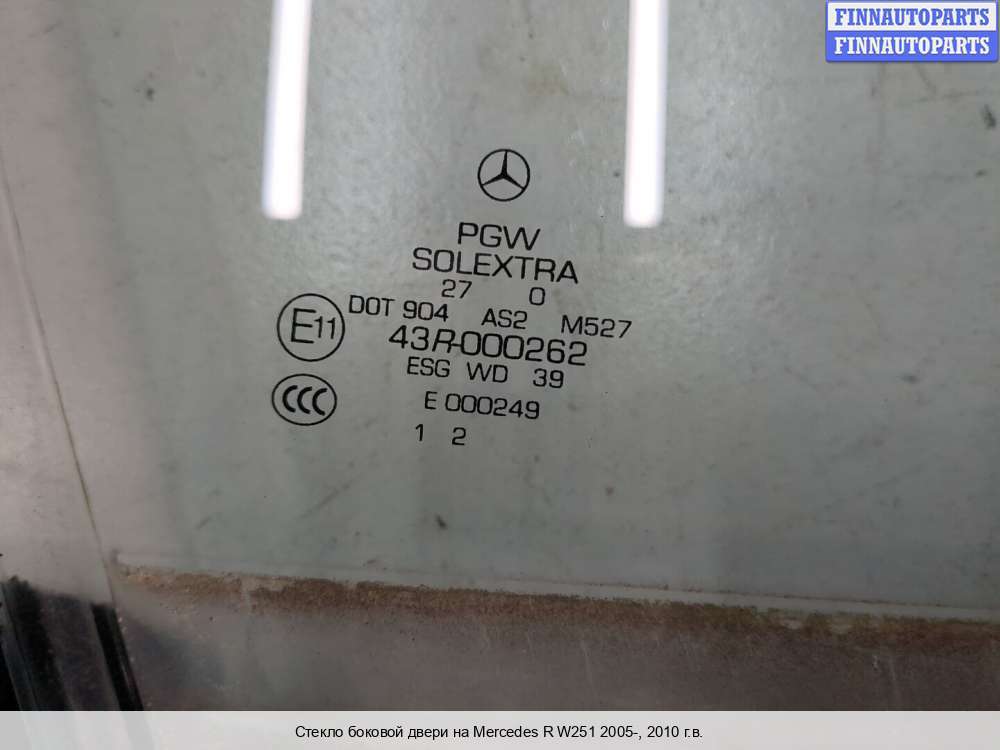 FINNAUTOPARTS
FINNAUTOPARTS
PGW
SOLEXTRA
27 0
DOT 904 AS2 M527
E11
43R-000262
ESG WD 39
CCC
E 000249
1 2
Стекло боковой двери на Mercedes R W251 2005-, 2010 г.в.